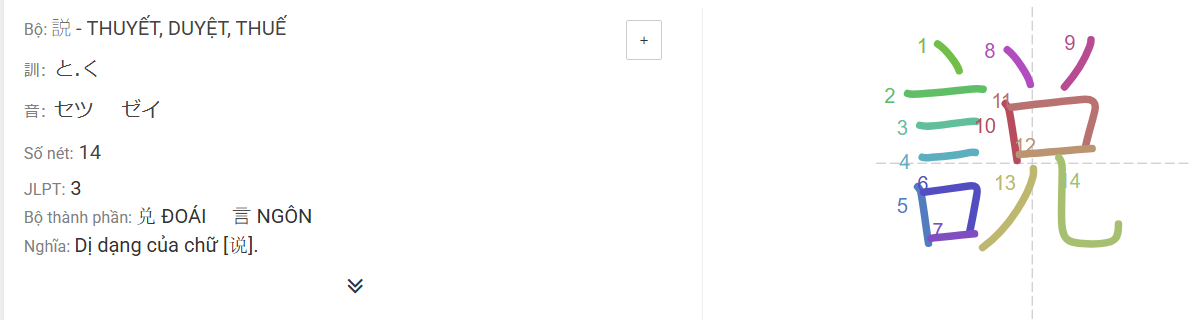 Bộ: 説 - THUYẾT, DUYỆT, THUẾ
+
訓: と.く
音: セツ ゼイ
Số nét: 14
JLPT: 3
Bộ thành phần: 兌 ĐOÁI 言 NGÔN
Nghĩa: Dị dạng của chữ [说].
1 8 9
2 11
3 10
4 12
6 13 14
5
7